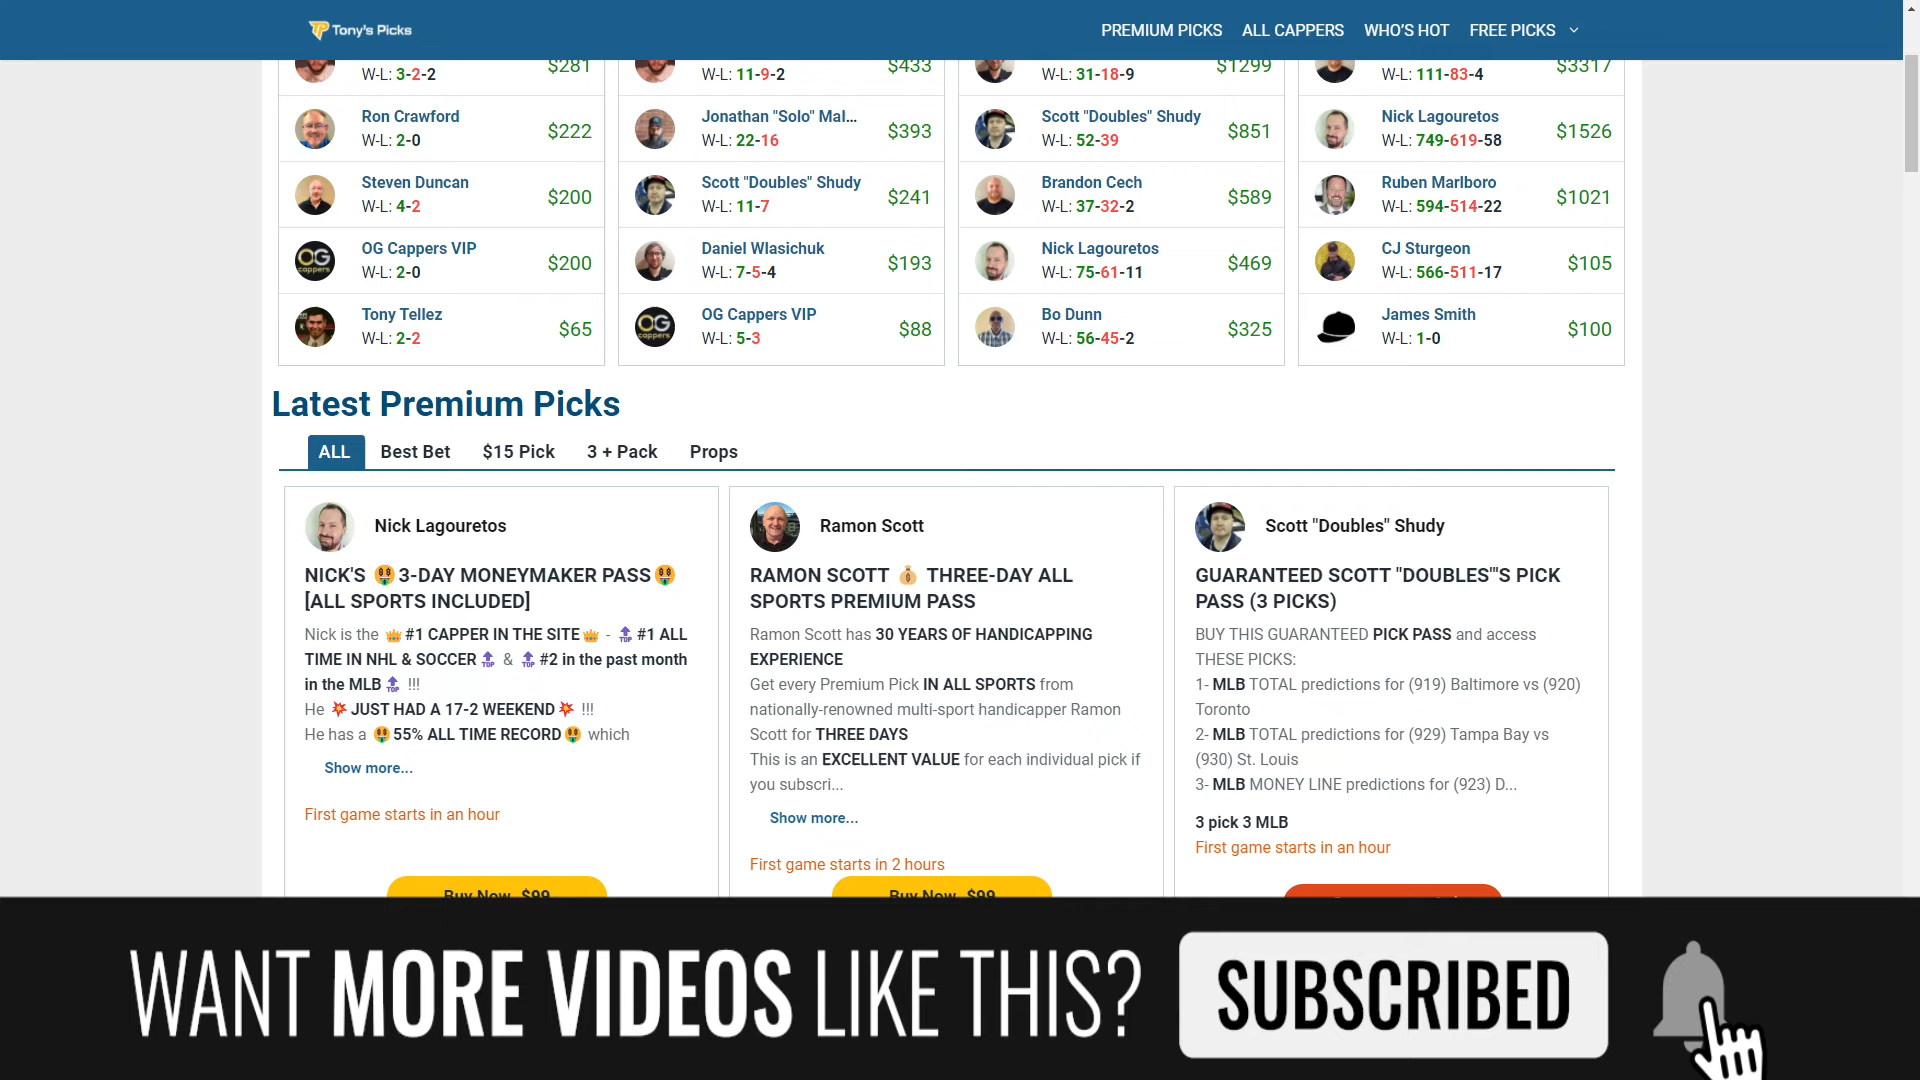 Tony's Picks
PREMIUM PICKS ALL CAPPERS WHO'S HOT FREE PICKS
W-L: 3-2-2 $281
W-L: 11-9-2 $433
W-L: 31-18-9 $1299
W-L: 111-83-4 $3317
Ron Crawford
W-L: 2-0 $222
Jonathan "Solo" Mal...
W-L: 22-16 $393
Scott "Doubles" Shudy
W-L: 52-39 $851
Nick Lagouretos
W-L: 749-619-58 $1526
Steven Duncan
W-L: 4-2 $200
Scott "Doubles" Shudy
W-L: 11-7 $241
Brandon Cech
W-L: 37-32-2 $589
Ruben Marlboro
W-L: 594-514-22 $1021
OG Cappers VIP
W-L: 2-0 $200
OG cappers
Daniel Wlasichuk
W-L: 7-5-4 $193
Nick Lagouretos
W-L: 75-61-11 $469
CJ Sturgeon
W-L: 566-511-17 $105
Tony Tellez
W-L: 2-2 $65
OG Cappers VIP
W-L: 5-3 $88
OG cappers
Bo Dunn
W-L: 56-45-2 $325
James Smith
W-L: 1-0 $100
Latest Premium Picks
ALL Best Bet $15 Pick 3 + Pack Props
Nick Lagouretos
NICK'S 🤑3-DAY MONEYMAKER PASS🤑
[ALL SPORTS INCLUDED]
Nick is the 👑#1 CAPPER IN THE SITE👑 - 🔝#1 ALL
TIME IN NHL & SOCCER🔝 & 🔝#2 in the past month
in the MLB🔝 !!!
He 💥JUST HAD A 17-2 WEEKEND💥 !!!
He has a 🤑55% ALL TIME RECORD🤑 which
Show more...
First game starts in an hour
Buy Now $99
Ramon Scott
RAMON SCOTT 💰 THREE-DAY ALL
SPORTS PREMIUM PASS
Ramon Scott has 30 YEARS OF HANDICAPPING
EXPERIENCE
Get every Premium Pick IN ALL SPORTS from
nationally-renowned multi-sport handicapper Ramon
Scott for THREE DAYS
This is an EXCELLENT VALUE for each individual pick if
you subscri...
Show more...
First game starts in 2 hours
Buy Now $99
Scott "Doubles" Shudy
GUARANTEED SCOTT "DOUBLES"'S PICK
PASS (3 PICKS)
BUY THIS GUARANTEED PICK PASS and access
THESE PICKS:
1- MLB TOTAL predictions for (919) Baltimore vs (920)
Toronto
2- MLB TOTAL predictions for (929) Tampa Bay vs
(930) St. Louis
3- MLB MONEY LINE predictions for (923) D...
3 pick 3 MLB
First game starts in an hour
WANT MORE VIDEOS LIKE THIS? SUBSCRIBED